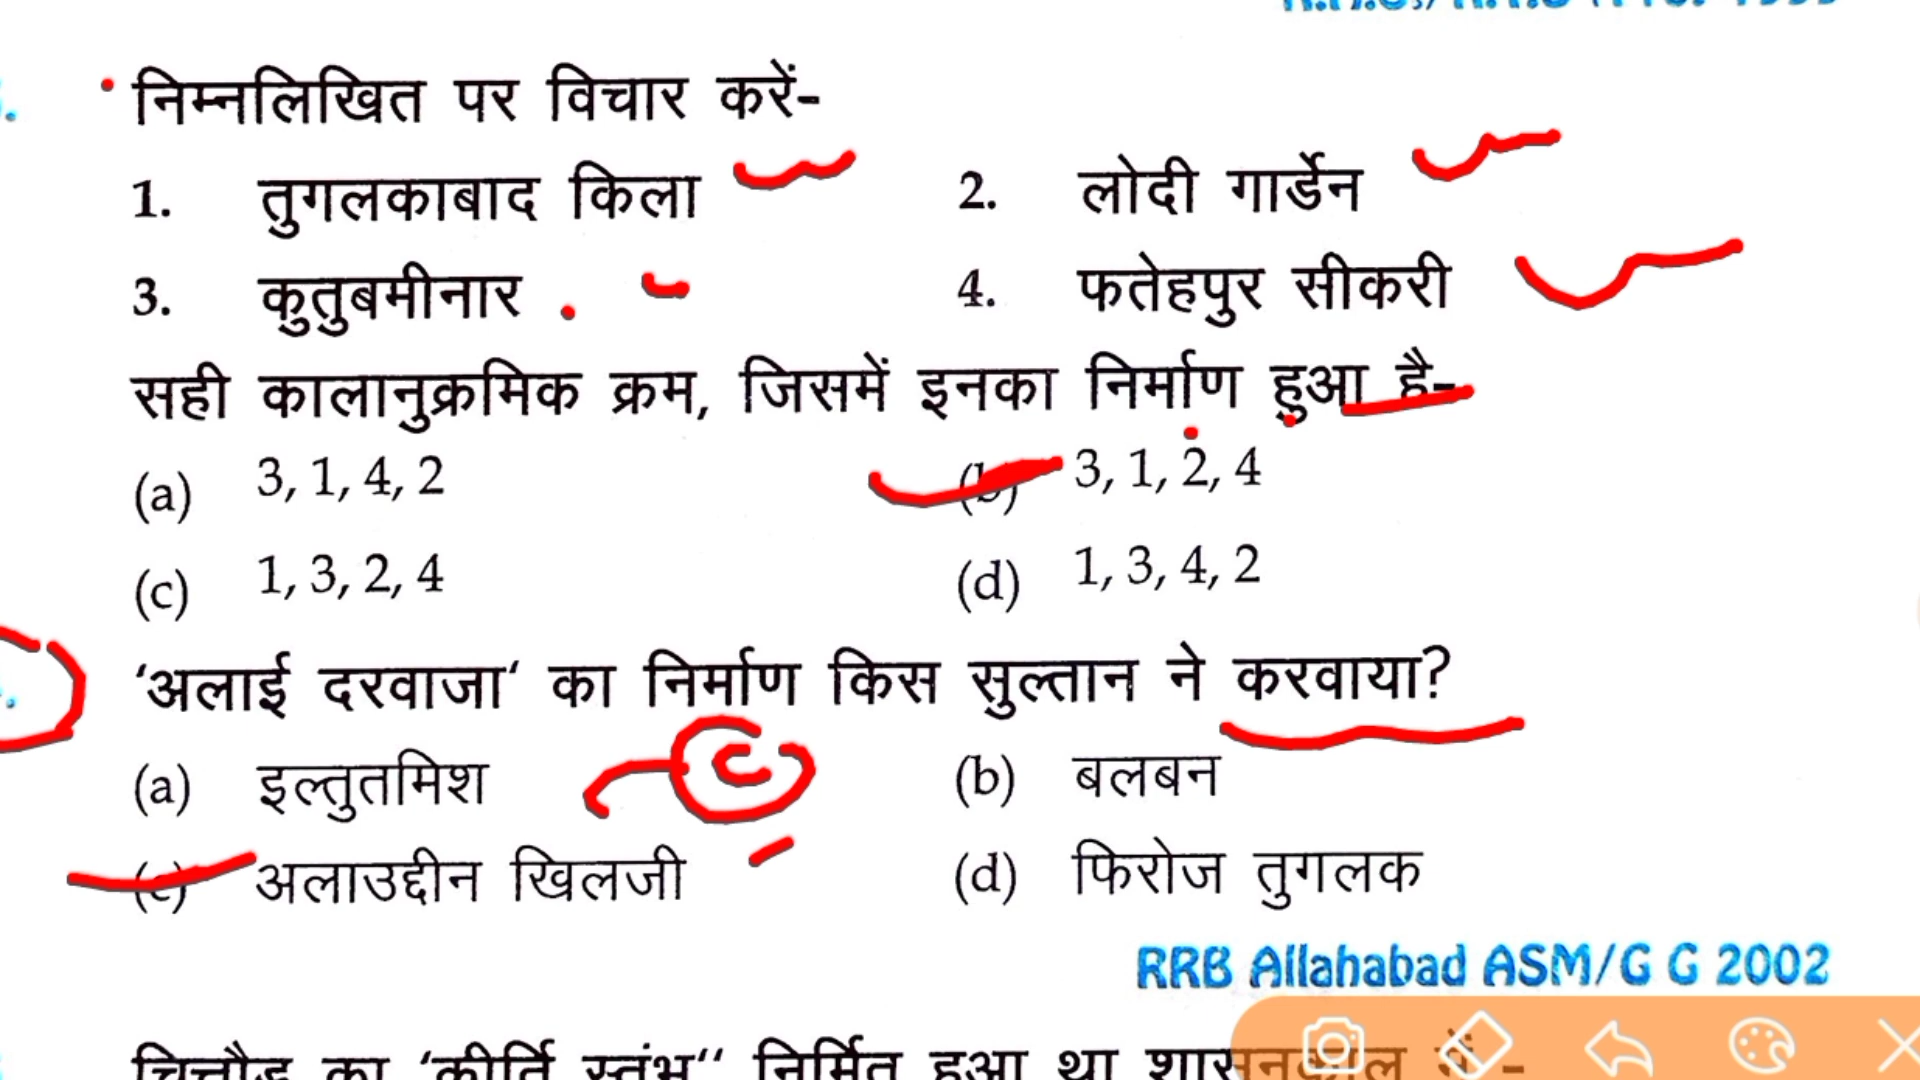 निम्नलिखित पर विचार करें-
1. तुगलकाबाद किला 2. लोदी गार्डेन
3. कुतुबमीनार 4. फतेहपुर सीकरी
सही कालानुक्रमिक क्रम, जिसमें इनका निर्माण हुआ है-
(a) 3, 1, 4, 2 (b) 3, 1, 2, 4
(c) 1, 3, 2, 4 (d) 1, 3, 4, 2
‘अलाई दरवाजा‘ का निर्माण किस सुल्तान ने करवाया?
(a) इल्तुतमिश (b) बलबन
(c) अलाउद्दीन खिलजी (d) फिरोज तुगलक
RRB Allahabad ASM/G G 2002
चित्तौड़ का ‘कीर्ति स्तंभ‘‘ निर्मित हुआ था शासनकाल में -